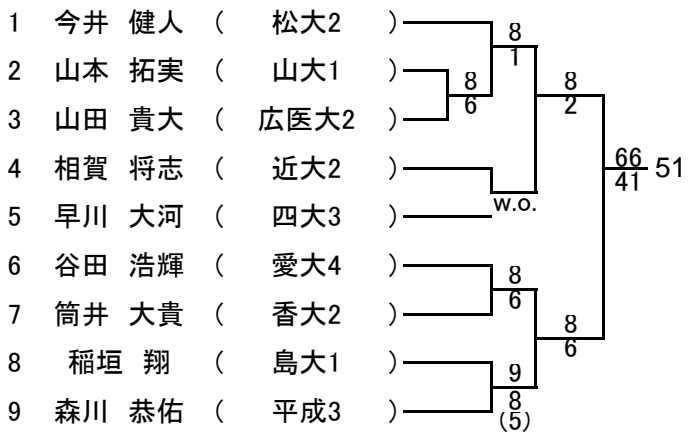 1 今井 健人 ( 松大2 )
8
1
2 山本 拓実 ( 山大1 )
8
6
8
2
3 山田 貴大 ( 広医大2 )
4 相賀 将志 ( 近大2 )
66
41
51
w.o.
5 早川 大河 ( 四大3 )
6 谷田 浩輝 ( 愛大4 )
8
6
7 筒井 大貴 ( 香大2 )
8
6
8 稲垣 翔 ( 島大1 )
9
8
(5)
9 森川 恭佑 ( 平成3 )